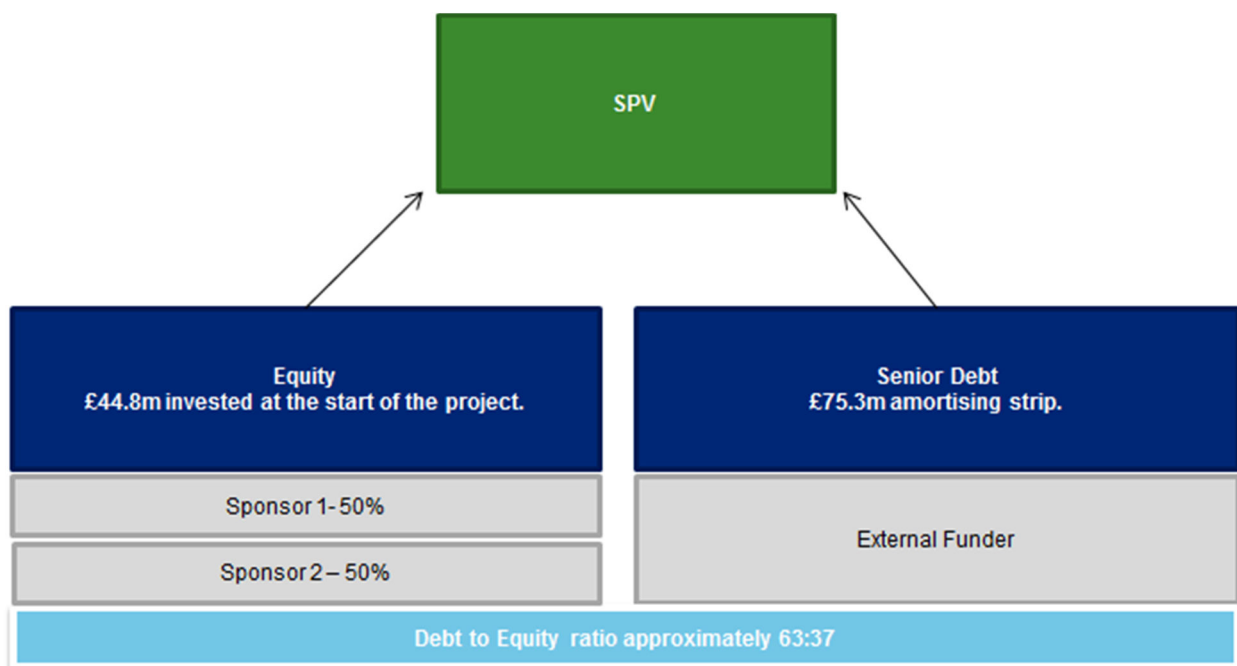 SPV
Equity
£44.8m invested at the start of the project.
Senior Debt
£75.3m amortising strip.
Sponsor 1- 50%
Sponsor 2 – 50%
External Funder
Debt to Equity ratio approximately 63:37